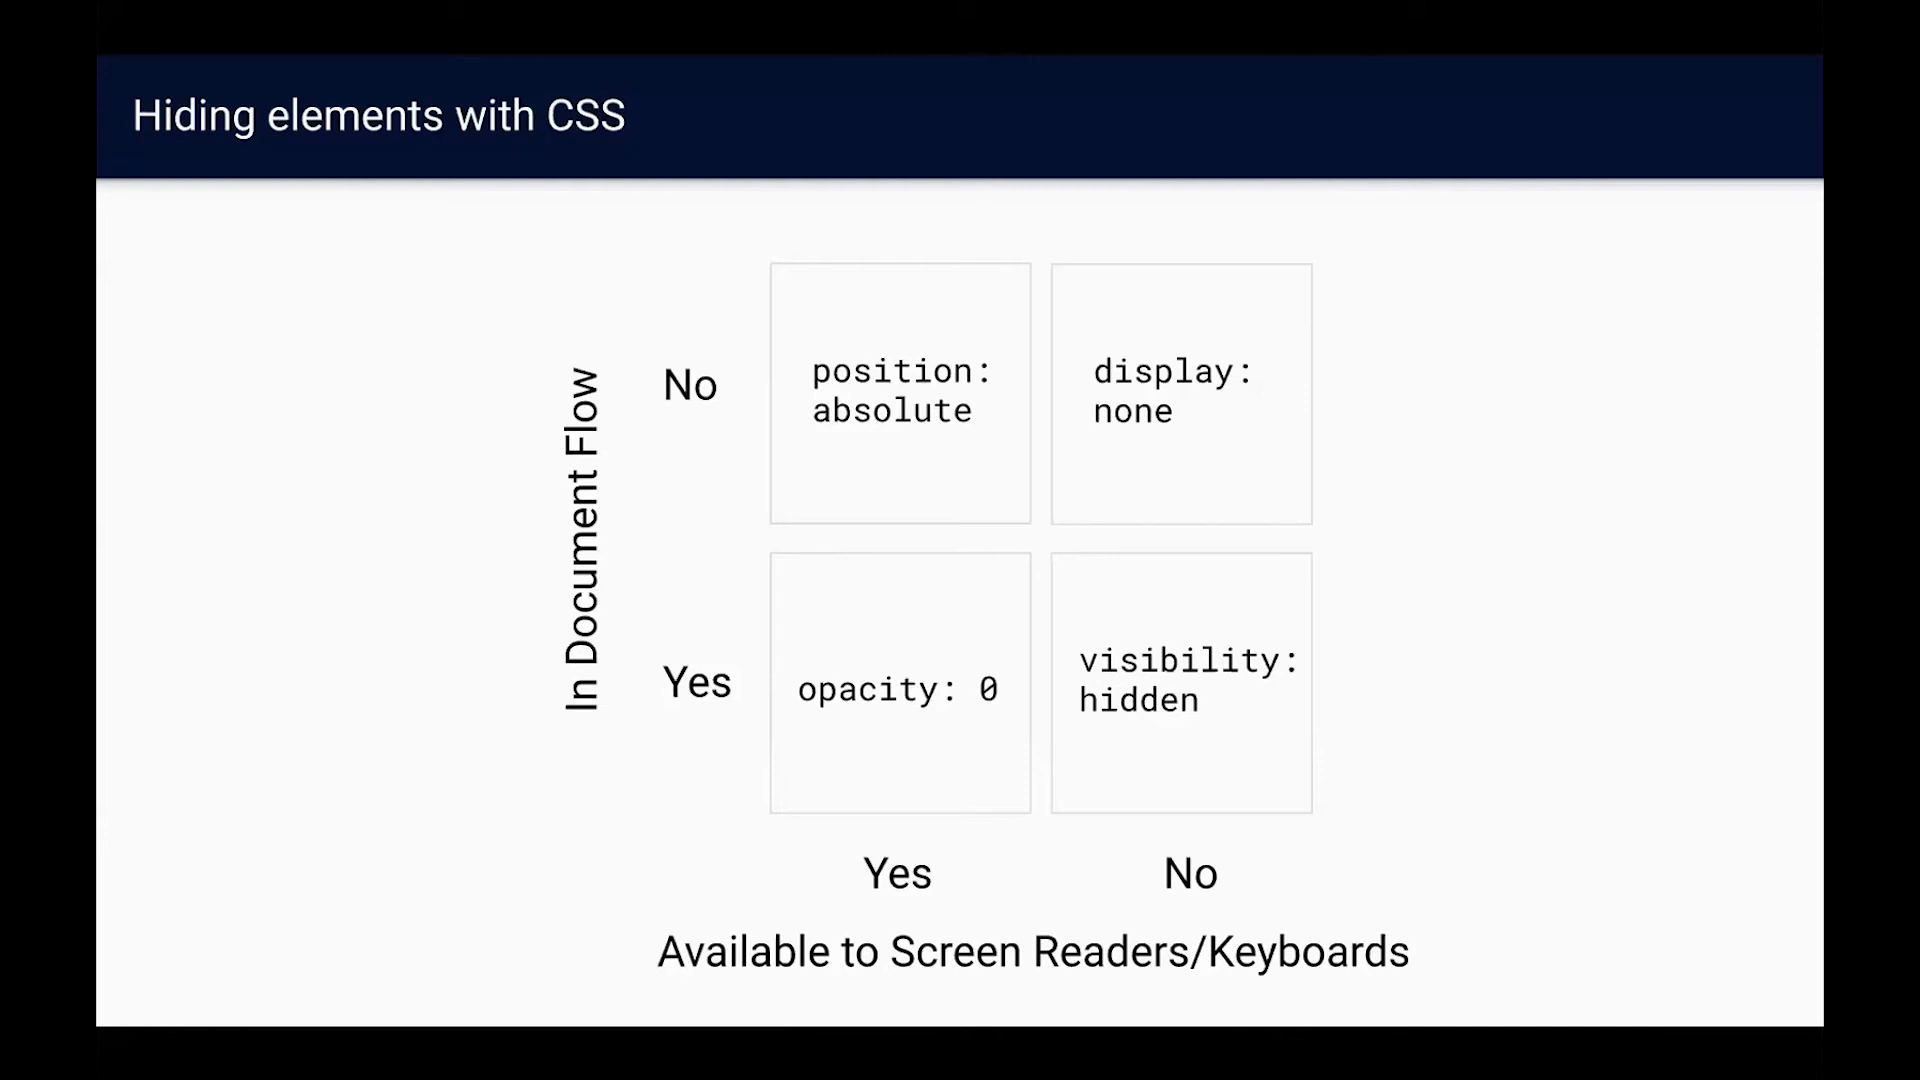 Hiding elements with CSS
In Document Flow
No
position:
absolute
display:
none
Yes
opacity: 0
visibility:
hidden
Yes
No
Available to Screen Readers/Keyboards